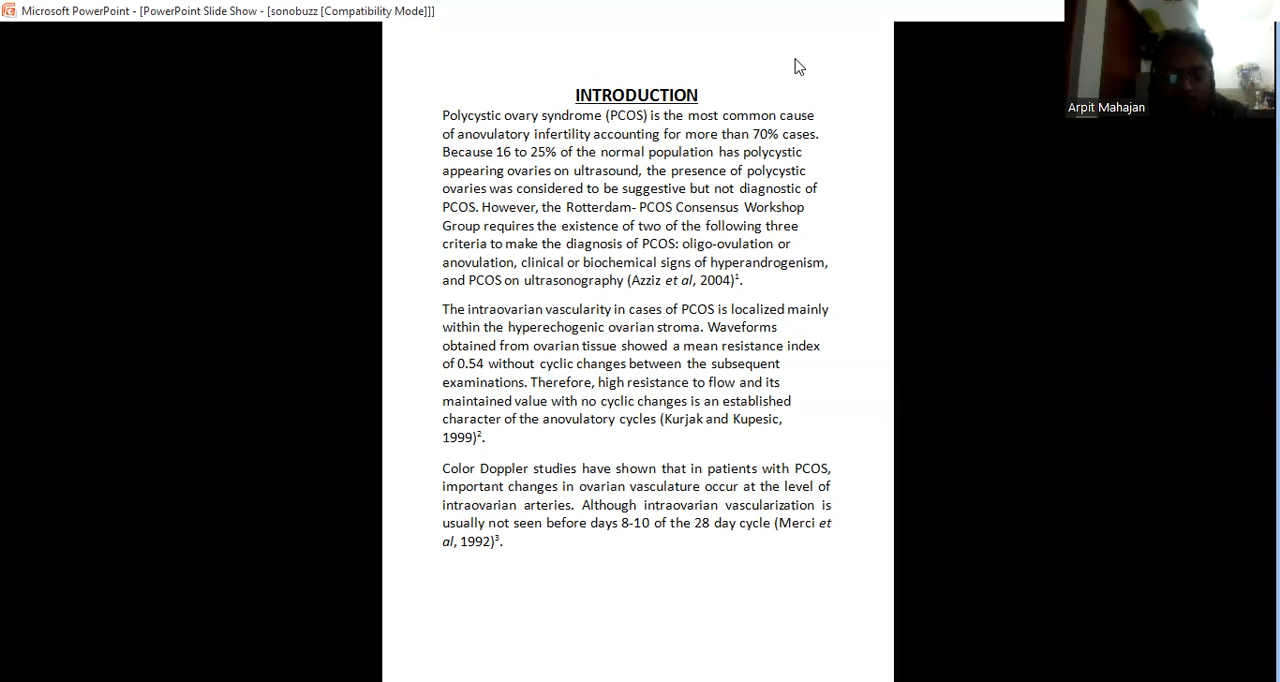 Microsoft PowerPoint - [PowerPoint Slide Show - [sonobuzz [Compatibility Mode]]]
Arpit Mahajan
INTRODUCTION
Polycystic ovary syndrome (PCOS) is the most common cause
of anovulatory infertility accounting for more than 70% cases.
Because 16 to 25% of the normal population has polycystic
appearing ovaries on ultrasound, the presence of polycystic
ovaries was considered to be suggestive but not diagnostic of
PCOS. However, the Rotterdam- PCOS Consensus Workshop
Group requires the existence of two of the following three
criteria to make the diagnosis of PCOS: oligo-ovulation or
anovulation, clinical or biochemical signs of hyperandrogenism,
and PCOS on ultrasonography (Azziz et al, 2004)¹.
The intraovarian vascularity in cases of PCOS is localized mainly
within the hyperechogenic ovarian stroma. Waveforms
obtained from ovarian tissue showed a mean resistance index
of 0.54 without cyclic changes between the subsequent
examinations. Therefore, high resistance to flow and its
maintained value with no cyclic changes is an established
character of the anovulatory cycles (Kurjak and Kupesic,
1999)².
Color Doppler studies have shown that in patients with PCOS,
important changes in ovarian vasculature occur at the level of
intraovarian arteries. Although intraovarian vascularization is
usually not seen before days 8-10 of the 28 day cycle (Merci et
al, 1992)³.